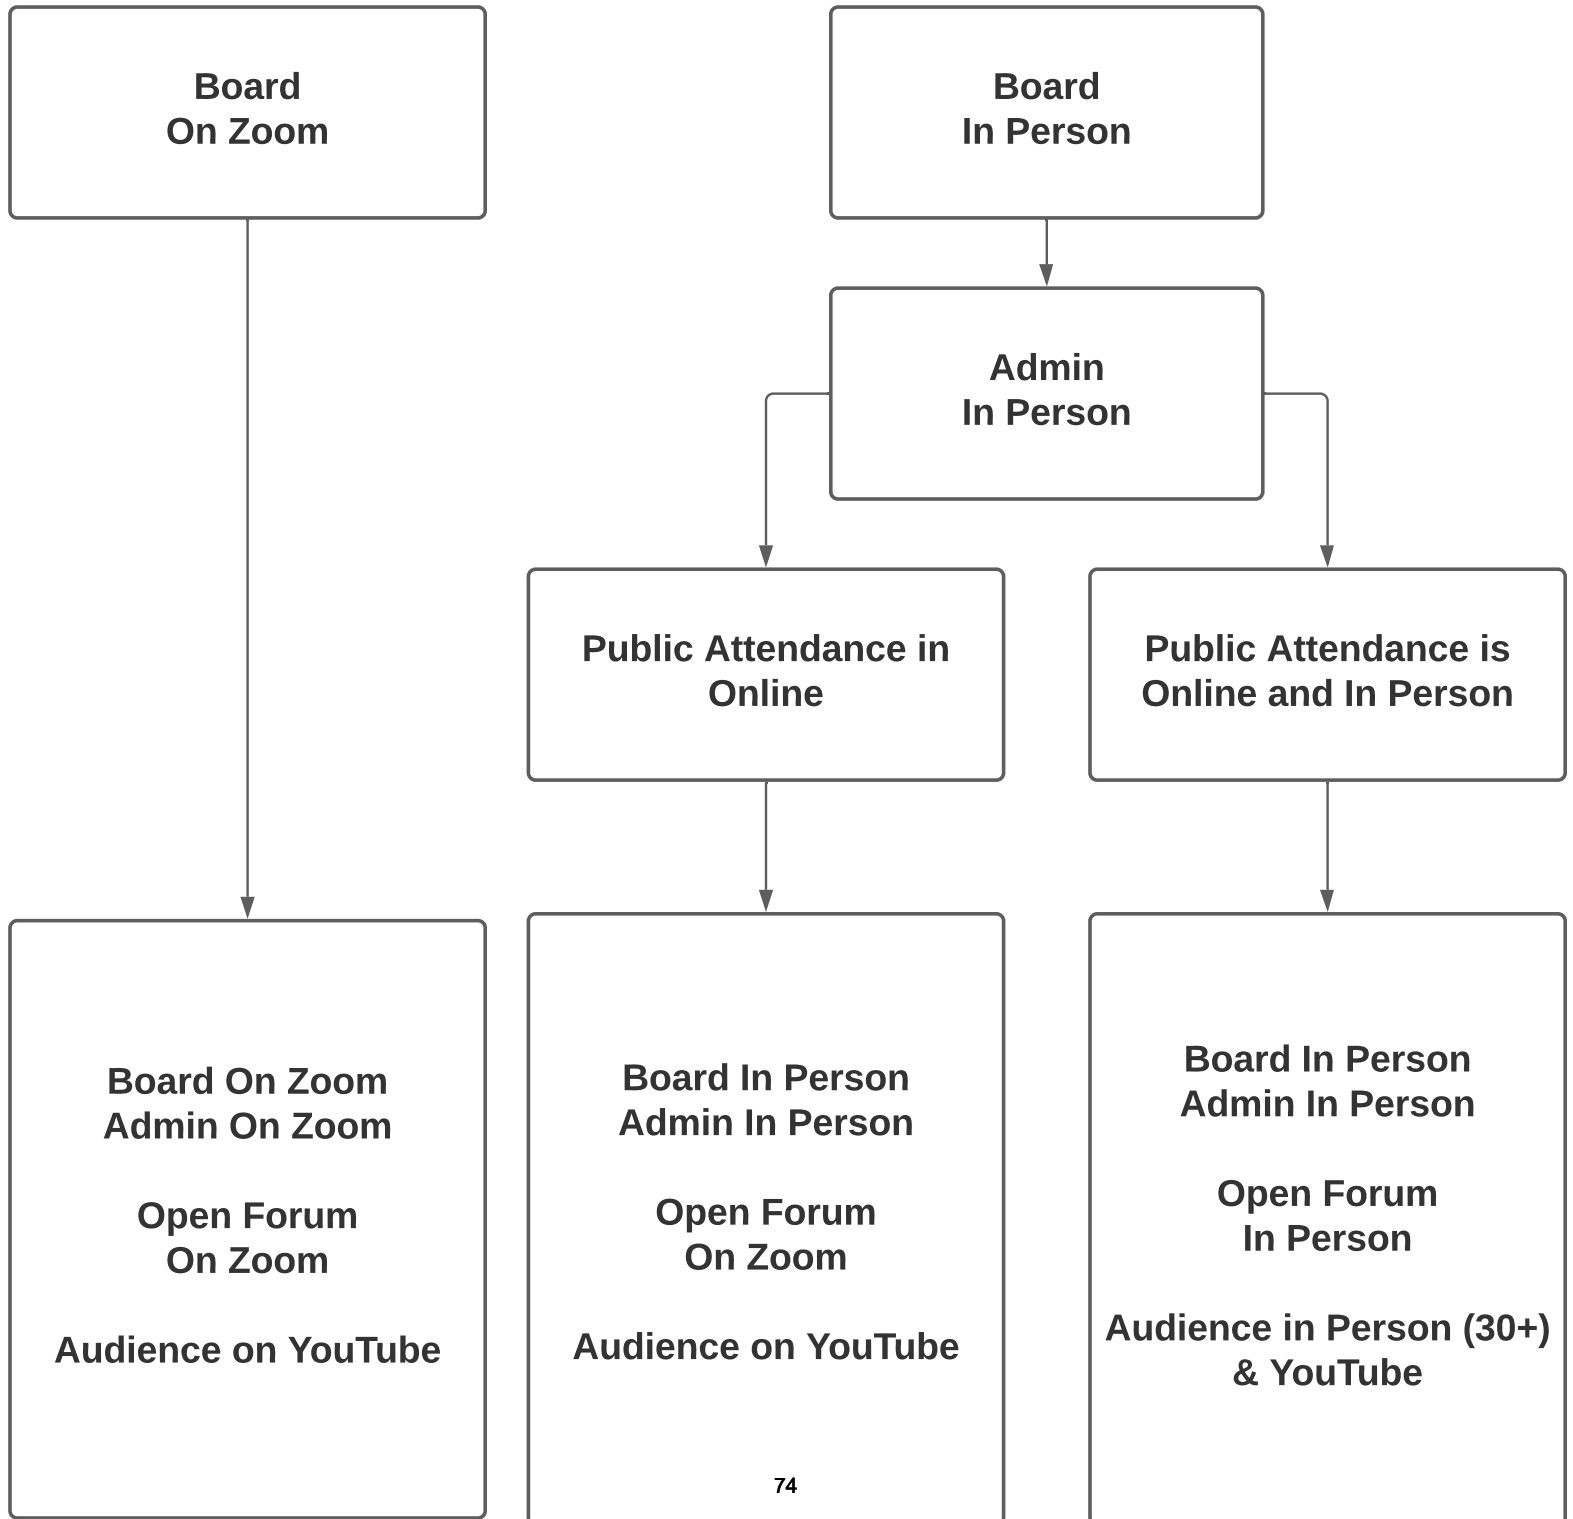 Board
On Zoom
Board
In Person
Admin
In Person
Public Attendance in
Online
Public Attendance is
Online and In Person
Board On Zoom
Admin On Zoom
Open Forum
On Zoom
Audience on YouTube
Board In Person
Admin In Person
Open Forum
On Zoom
Audience on YouTube
Board In Person
Admin In Person
Open Forum
In Person
Audience in Person (30+)
& YouTube
74